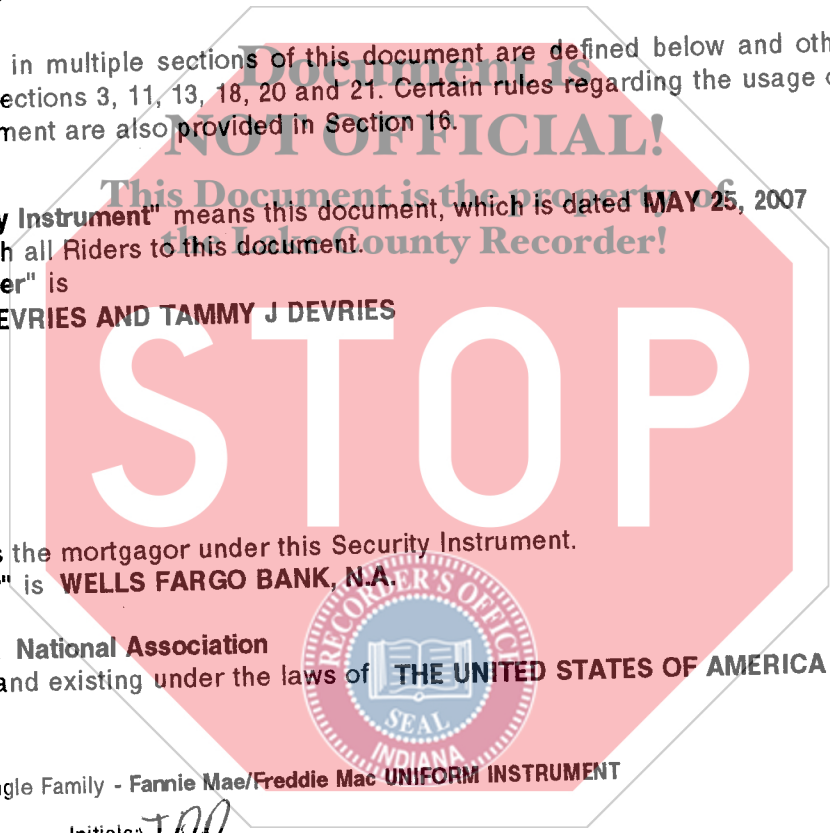 in multiple sections of this document are defined below and oth
Document is
ections 3, 11, 13, 18, 20 and 21. Certain rules regarding the usage
ment are also provided in Section 16.
NOT OFFICIAL!
This Document is the property of
y Instrument" means this document, which is dated MAY 25, 2007
h all Riders to this document.
the Lake County Recorder!
er" is
EVRIES AND TAMMY J DEVRIES
STOP
s the mortgagor under this Security Instrument.
" is WELLS FARGO BANK, N.A.
RECORDER'S OFFICE
National Association
and existing under the laws of THE UNITED STATES OF AMERICA
SEAL
INDIANA
ngle Family - Fannie Mae/Freddie Mac UNIFORM INSTRUMENT
Initials: